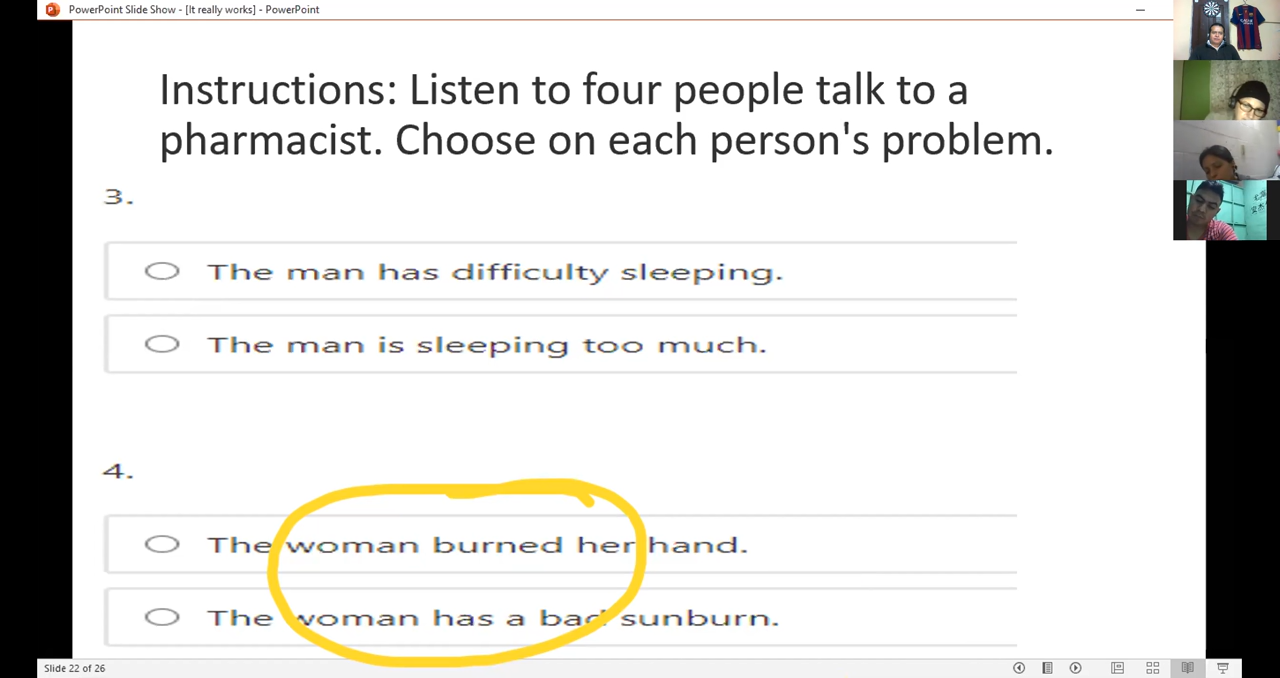 PowerPoint Slide Show - [It really works] - PowerPoint
Instructions: Listen to four people talk to a
pharmacist. Choose on each person's problem.
3.
The man has difficulty sleeping.
The man is sleeping too much.
4.
The woman burned her hand.
The woman has a bad sunburn.
Slide 22 of 26